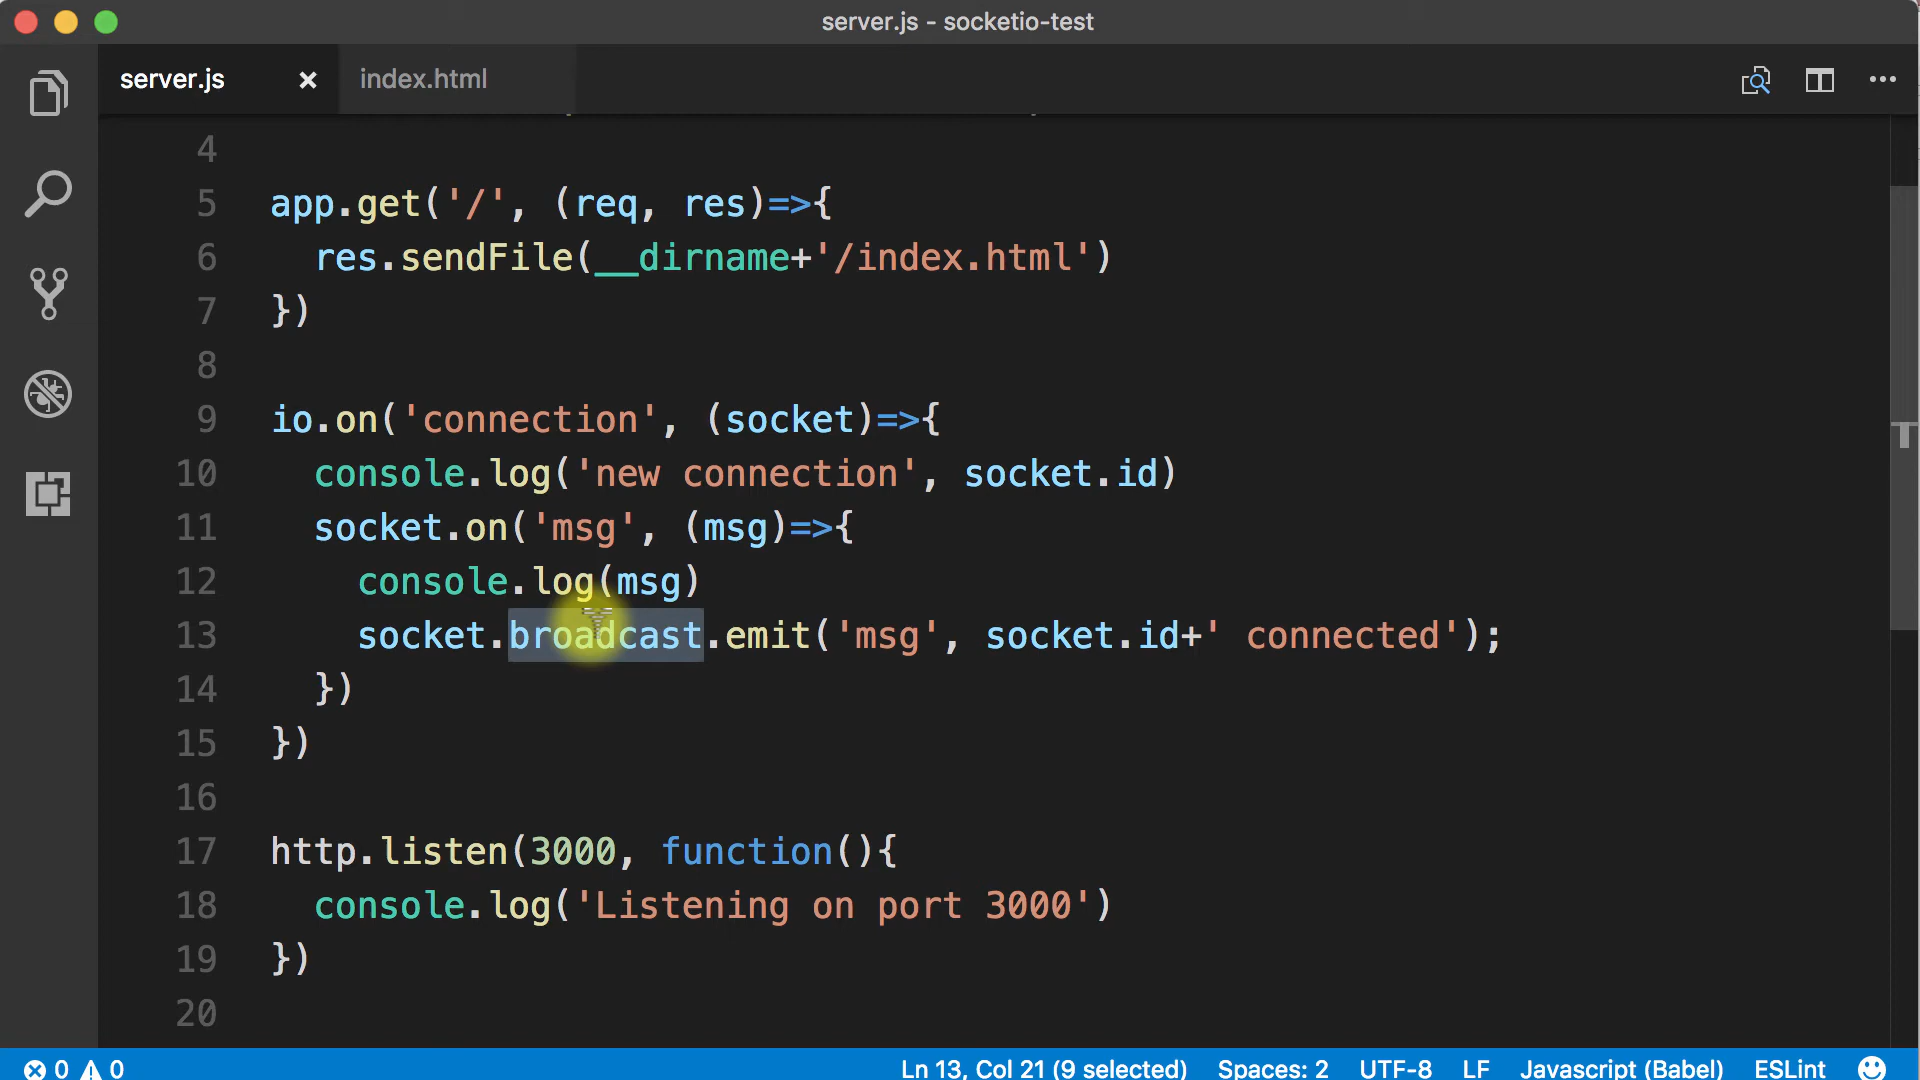 server.js - socketio-test
server.js × index.html
4
5 app.get('/', (req, res)=>{
6   res.sendFile(__dirname+'/index.html')
7 })
8
9 io.on('connection', (socket)=>{
10   console.log('new connection', socket.id)
11   socket.on('msg', (msg)=>{
12     console.log(msg)
13     socket.broadcast.emit('msg', socket.id+' connected');
14   })
15 })
16
17 http.listen(3000, function(){
18   console.log('Listening on port 3000')
19 })
20
0 0 Ln 13, Col 21 (9 selected) Spaces: 2 UTF-8 LF Javascript (Babel) ESLint